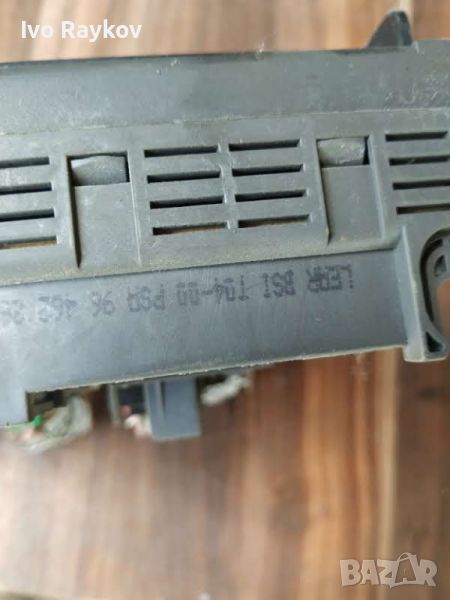 Ivo Raykov
LEAR BSI T04-00 PSA 96 462
BAZAR